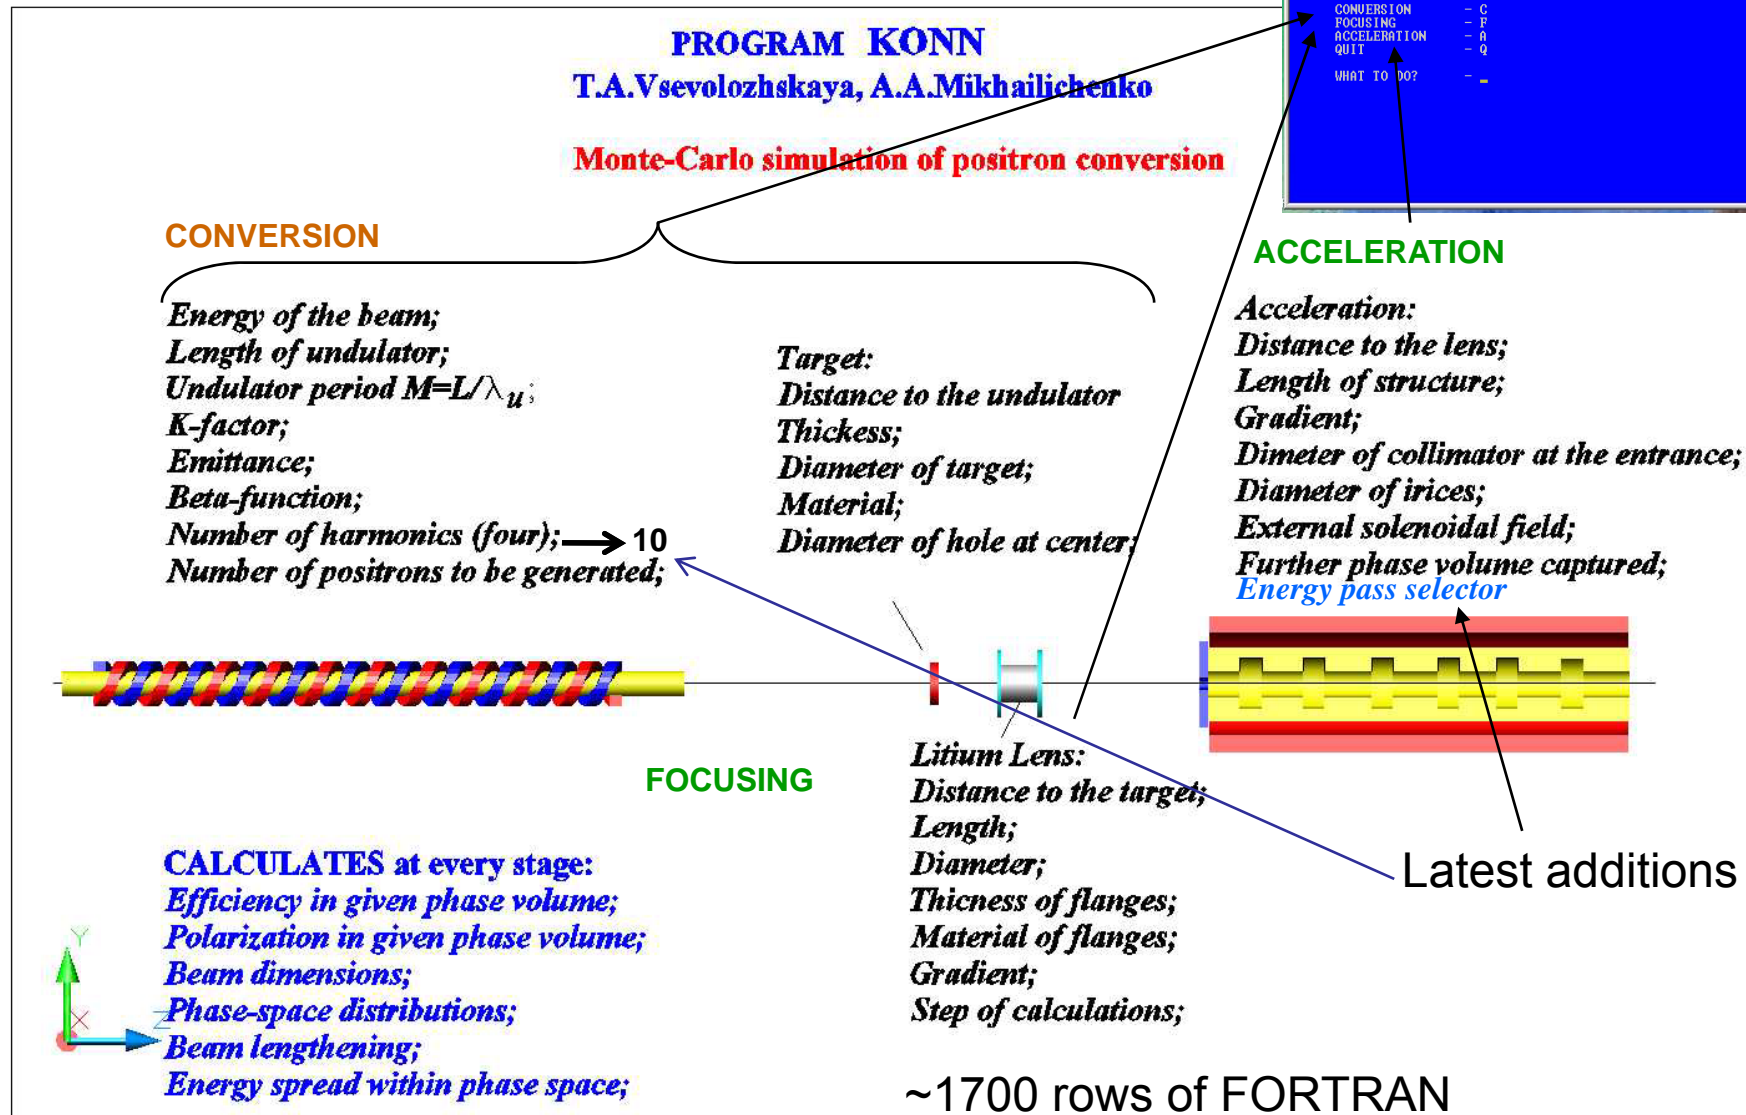 PROGRAM KONN
T.A.Vsevolozhskaya, A.A.Mikhailichenko
Monte-Carlo simulation of positron conversion
CONVERSION - C
FOCUSING - F
ACCELERATION - A
QUIT - Q
WHAT TO DO? - _
CONVERSION
Energy of the beam;
Length of undulator;
Undulator period M=L/λu;
K-factor;
Emittance;
Beta-function;
Number of harmonics (four); 10
Number of positrons to be generated;
Target:
Distance to the undulator
Thickess;
Diameter of target;
Material;
Diameter of hole at center;
ACCELERATION
Acceleration:
Distance to the lens;
Length of structure;
Gradient;
Dimeter of collimator at the entrance;
Diameter of irices;
External solenoidal field;
Further phase volume captured;
Energy pass selector
FOCUSING
Litium Lens:
Distance to the target;
Length;
Diameter;
Thicness of flanges;
Material of flanges;
Gradient;
Step of calculations;
Latest additions
CALCULATES at every stage:
Efficiency in given phase volume;
Polarization in given phase volume;
Beam dimensions;
Phase-space distributions;
Beam lengthening;
Energy spread within phase space;
Y
X
Z
~1700 rows of FORTRAN